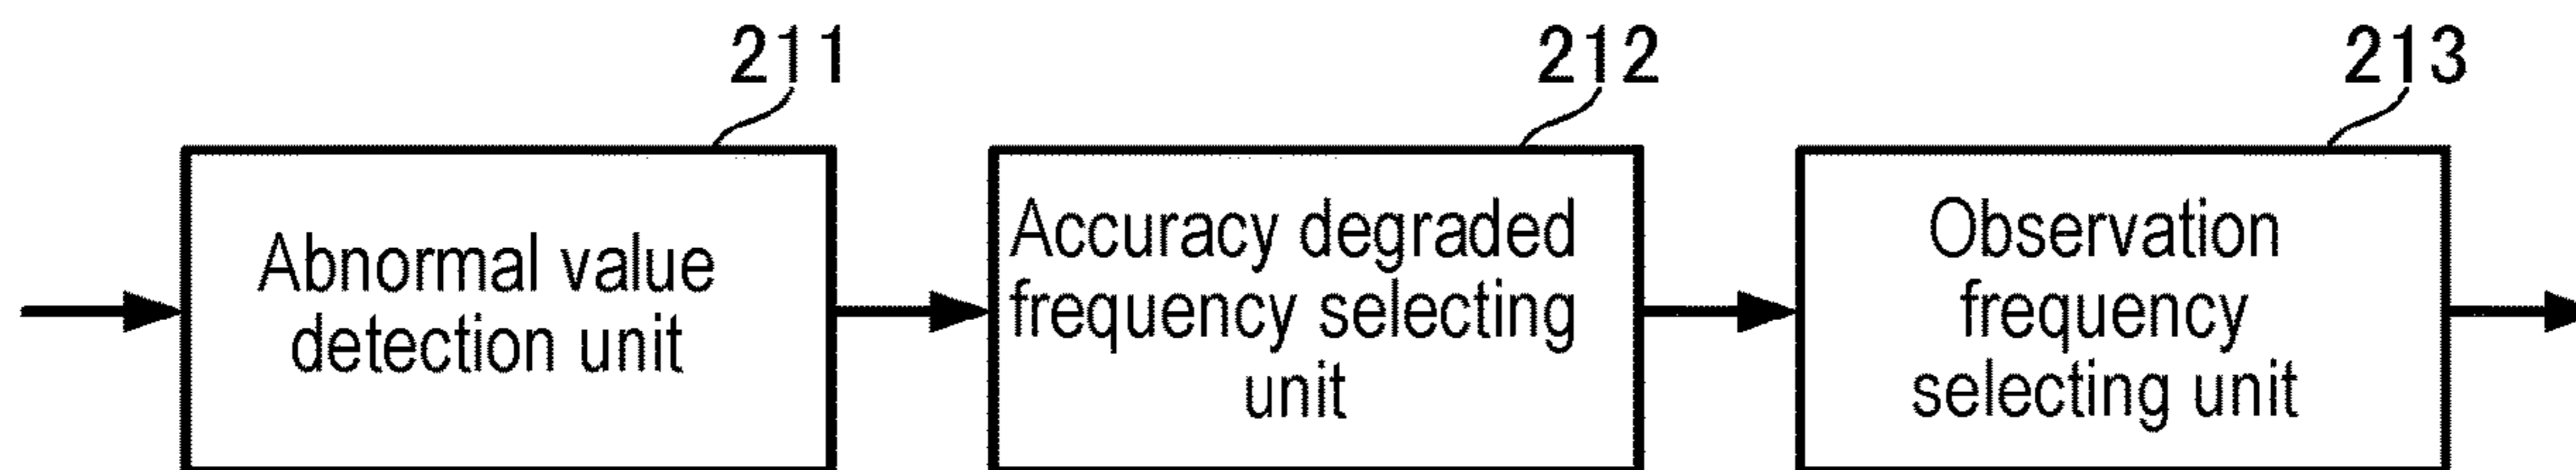 211
212
213
Abnormal value
detection unit
Accuracy degraded
frequency selecting
unit
Observation
frequency
selecting unit